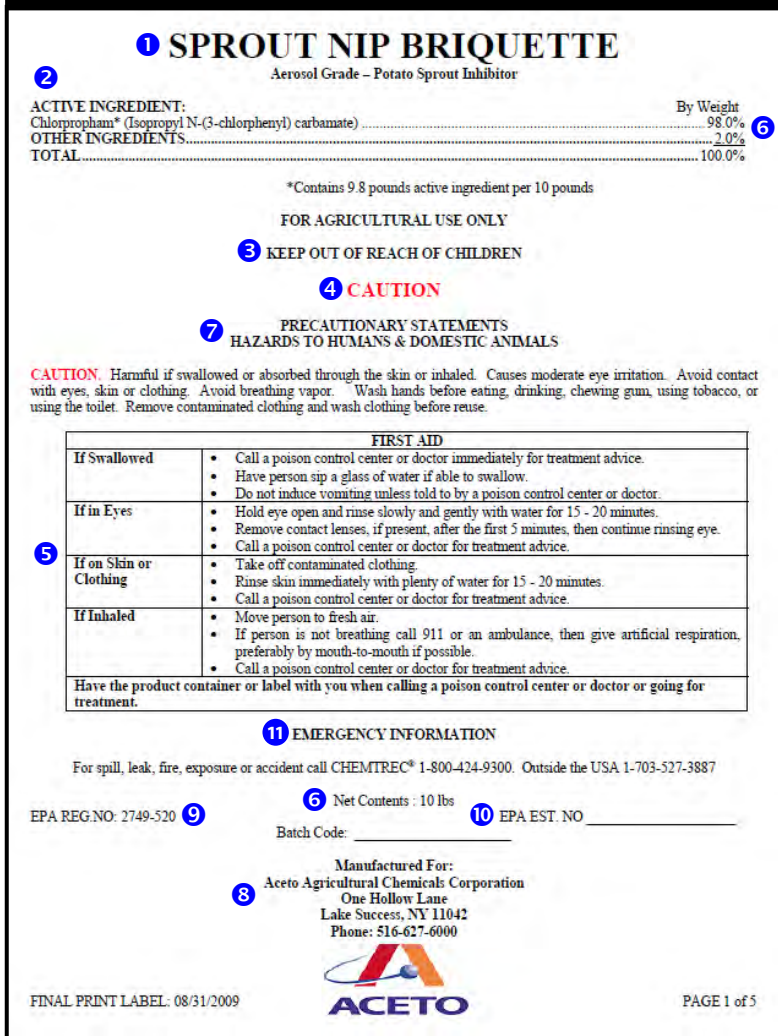 ❶ SPROUT NIP BRIQUETTE
Aerosol Grade – Potato Sprout Inhibitor
❷
ACTIVE INGREDIENT: By Weight
Chlorpropham* (Isopropyl N-(3-chlorphenyl) carbamate) ........ 98.0%
❻
OTHER INGREDIENTS........ 2.0%
TOTAL........ 100.0%
*Contains 9.8 pounds active ingredient per 10 pounds
FOR AGRICULTURAL USE ONLY
❸ KEEP OUT OF REACH OF CHILDREN
❹ CAUTION
❼ PRECAUTIONARY STATEMENTS
HAZARDS TO HUMANS & DOMESTIC ANIMALS
CAUTION. Harmful if swallowed or absorbed through the skin or inhaled. Causes moderate eye irritation. Avoid contact
with eyes, skin or clothing. Avoid breathing vapor. Wash hands before eating, drinking, chewing gum, using tobacco, or
using the toilet. Remove contaminated clothing and wash clothing before reuse.
FIRST AID
❺
If Swallowed
• Call a poison control center or doctor immediately for treatment advice.
• Have person sip a glass of water if able to swallow.
• Do not induce vomiting unless told to by a poison control center or doctor.
If in Eyes
• Hold eye open and rinse slowly and gently with water for 15 - 20 minutes.
• Remove contact lenses, if present, after the first 5 minutes, then continue rinsing eye.
• Call a poison control center or doctor for treatment advice.
If on Skin or
Clothing
• Take off contaminated clothing.
• Rinse skin immediately with plenty of water for 15 - 20 minutes.
• Call a poison control center or doctor for treatment advice.
If Inhaled
• Move person to fresh air.
• If person is not breathing call 911 or an ambulance, then give artificial respiration,
preferably by mouth-to-mouth if possible.
• Call a poison control center or doctor for treatment advice.
Have the product container or label with you when calling a poison control center or doctor or going for
treatment.
⓫ EMERGENCY INFORMATION
For spill, leak, fire, exposure or accident call CHEMTREC® 1-800-424-9300. Outside the USA 1-703-527-3887
❻ Net Contents : 10 lbs
EPA REG.NO: 2749-520 ❾ ❿ EPA EST. NO ____________
Batch Code: ____________
Manufactured For:
❽ Aceto Agricultural Chemicals Corporation
One Hollow Lane
Lake Success, NY 11042
Phone: 516-627-6000
ACETO
FINAL PRINT LABEL: 08/31/2009 PAGE 1 of 5